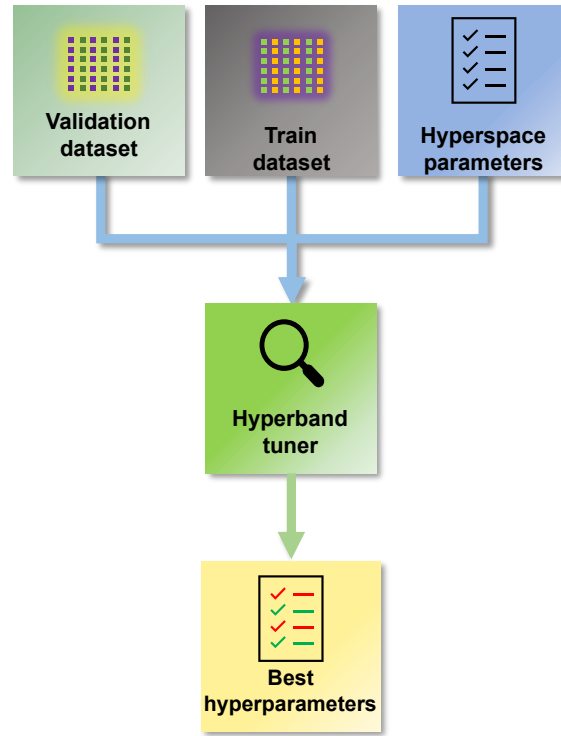 Validation
dataset
Train
dataset
Hyperspace
parameters
Hyperband
tuner
Best
hyperparameters